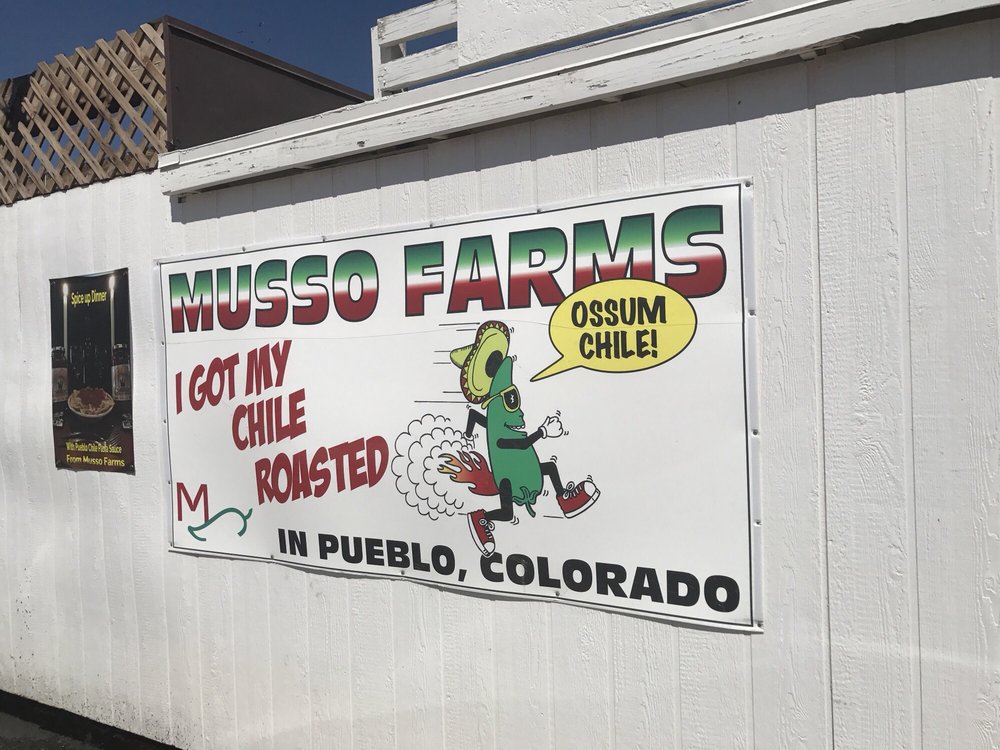 Spice up Dinner
With Pueblo Chile Pasta Sauce
From Musso Farms
MUSSO FARMS
OSSUM
CHILE!
I GOT MY
CHILE
ROASTED
M
IN PUEBLO, COLORADO